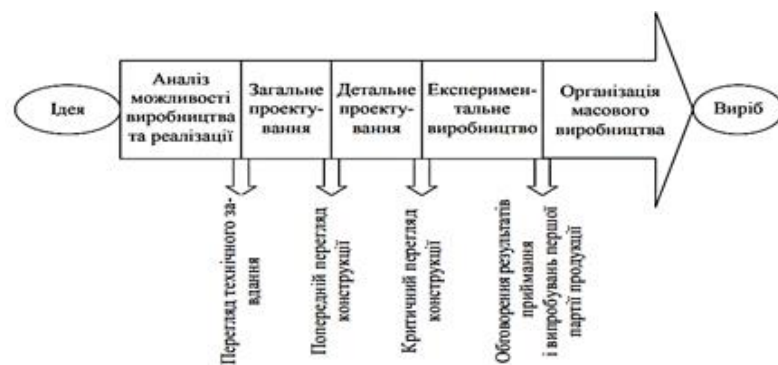 Ідея
Аналіз
можливості
виробництва
та реалізації
Загальне
проекту-
вання
Детальне
проекту-
вання
Експеримен-
тальне
виробництво
Організація
масового
виробництва
Виріб
Перегляд технічного за-
вдання
Попередній перегляд
конструкції
Критичний перегляд
конструкції
Обговорення результатів
приймання
і випробувань першої
партії продукції